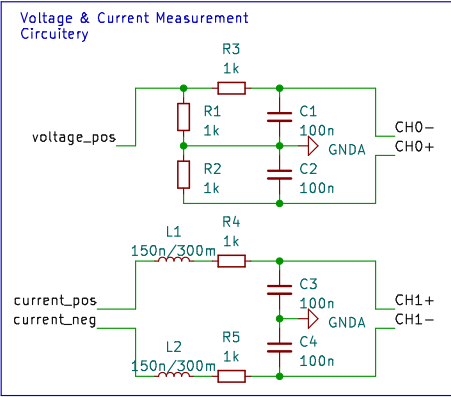 Voltage & Current Measurement
Circuitery
R3
1k
R1
1k
C1
100n
voltage_pos
CH0-
CH0+
GNDA
R2
1k
C2
100n
L1
150n/300m
R4
1k
current_pos
current_neg
C3
100n
CH1+
CH1-
GNDA
L2
150n/300m
R5
1k
C4
100n